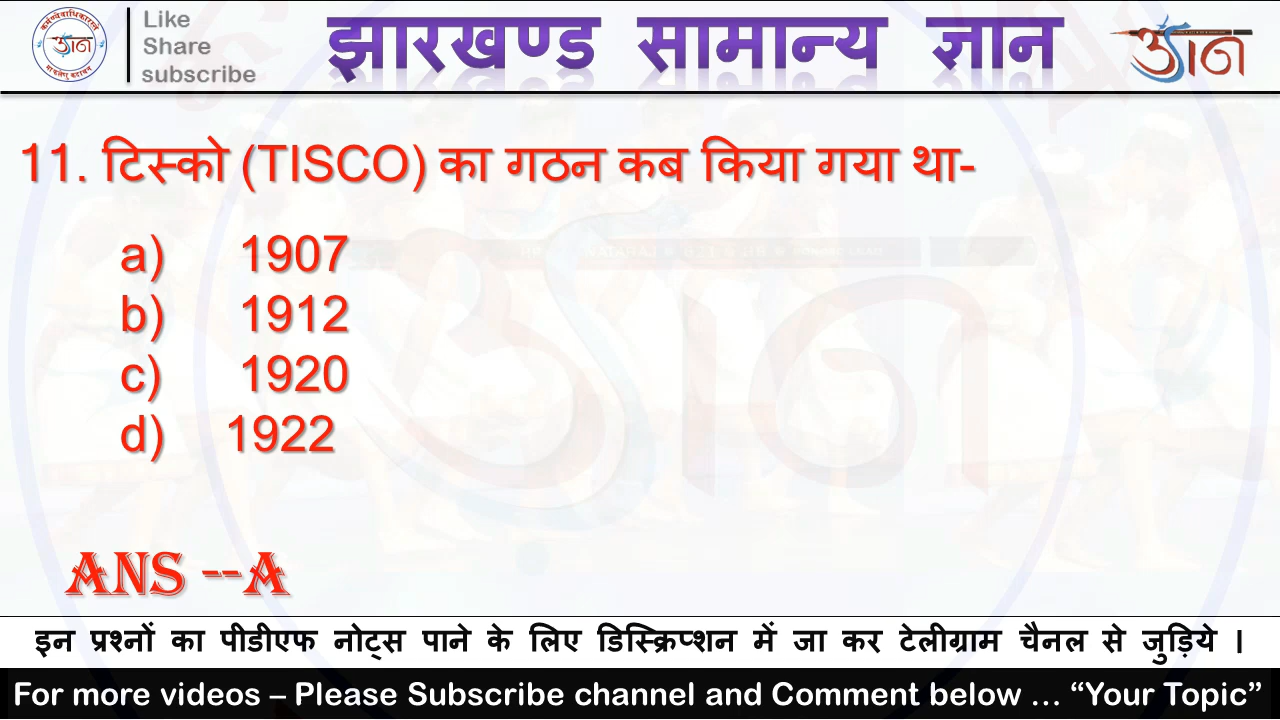 Like
Share
subscribe
झारखण्ड सामान्य ज्ञान
ज्ञान
11. टिस्को (TISCO) का गठन कब किया गया था-
a) 1907
b) 1912
c) 1920
d) 1922
ANS --A
इन प्रश्नों का पीडीएफ नोट्स पाने के लिए डिस्क्रिप्शन में जा कर टेलीग्राम चैनल से जुड़िये ।
For more videos – Please Subscribe channel and Comment below … “Your Topic”